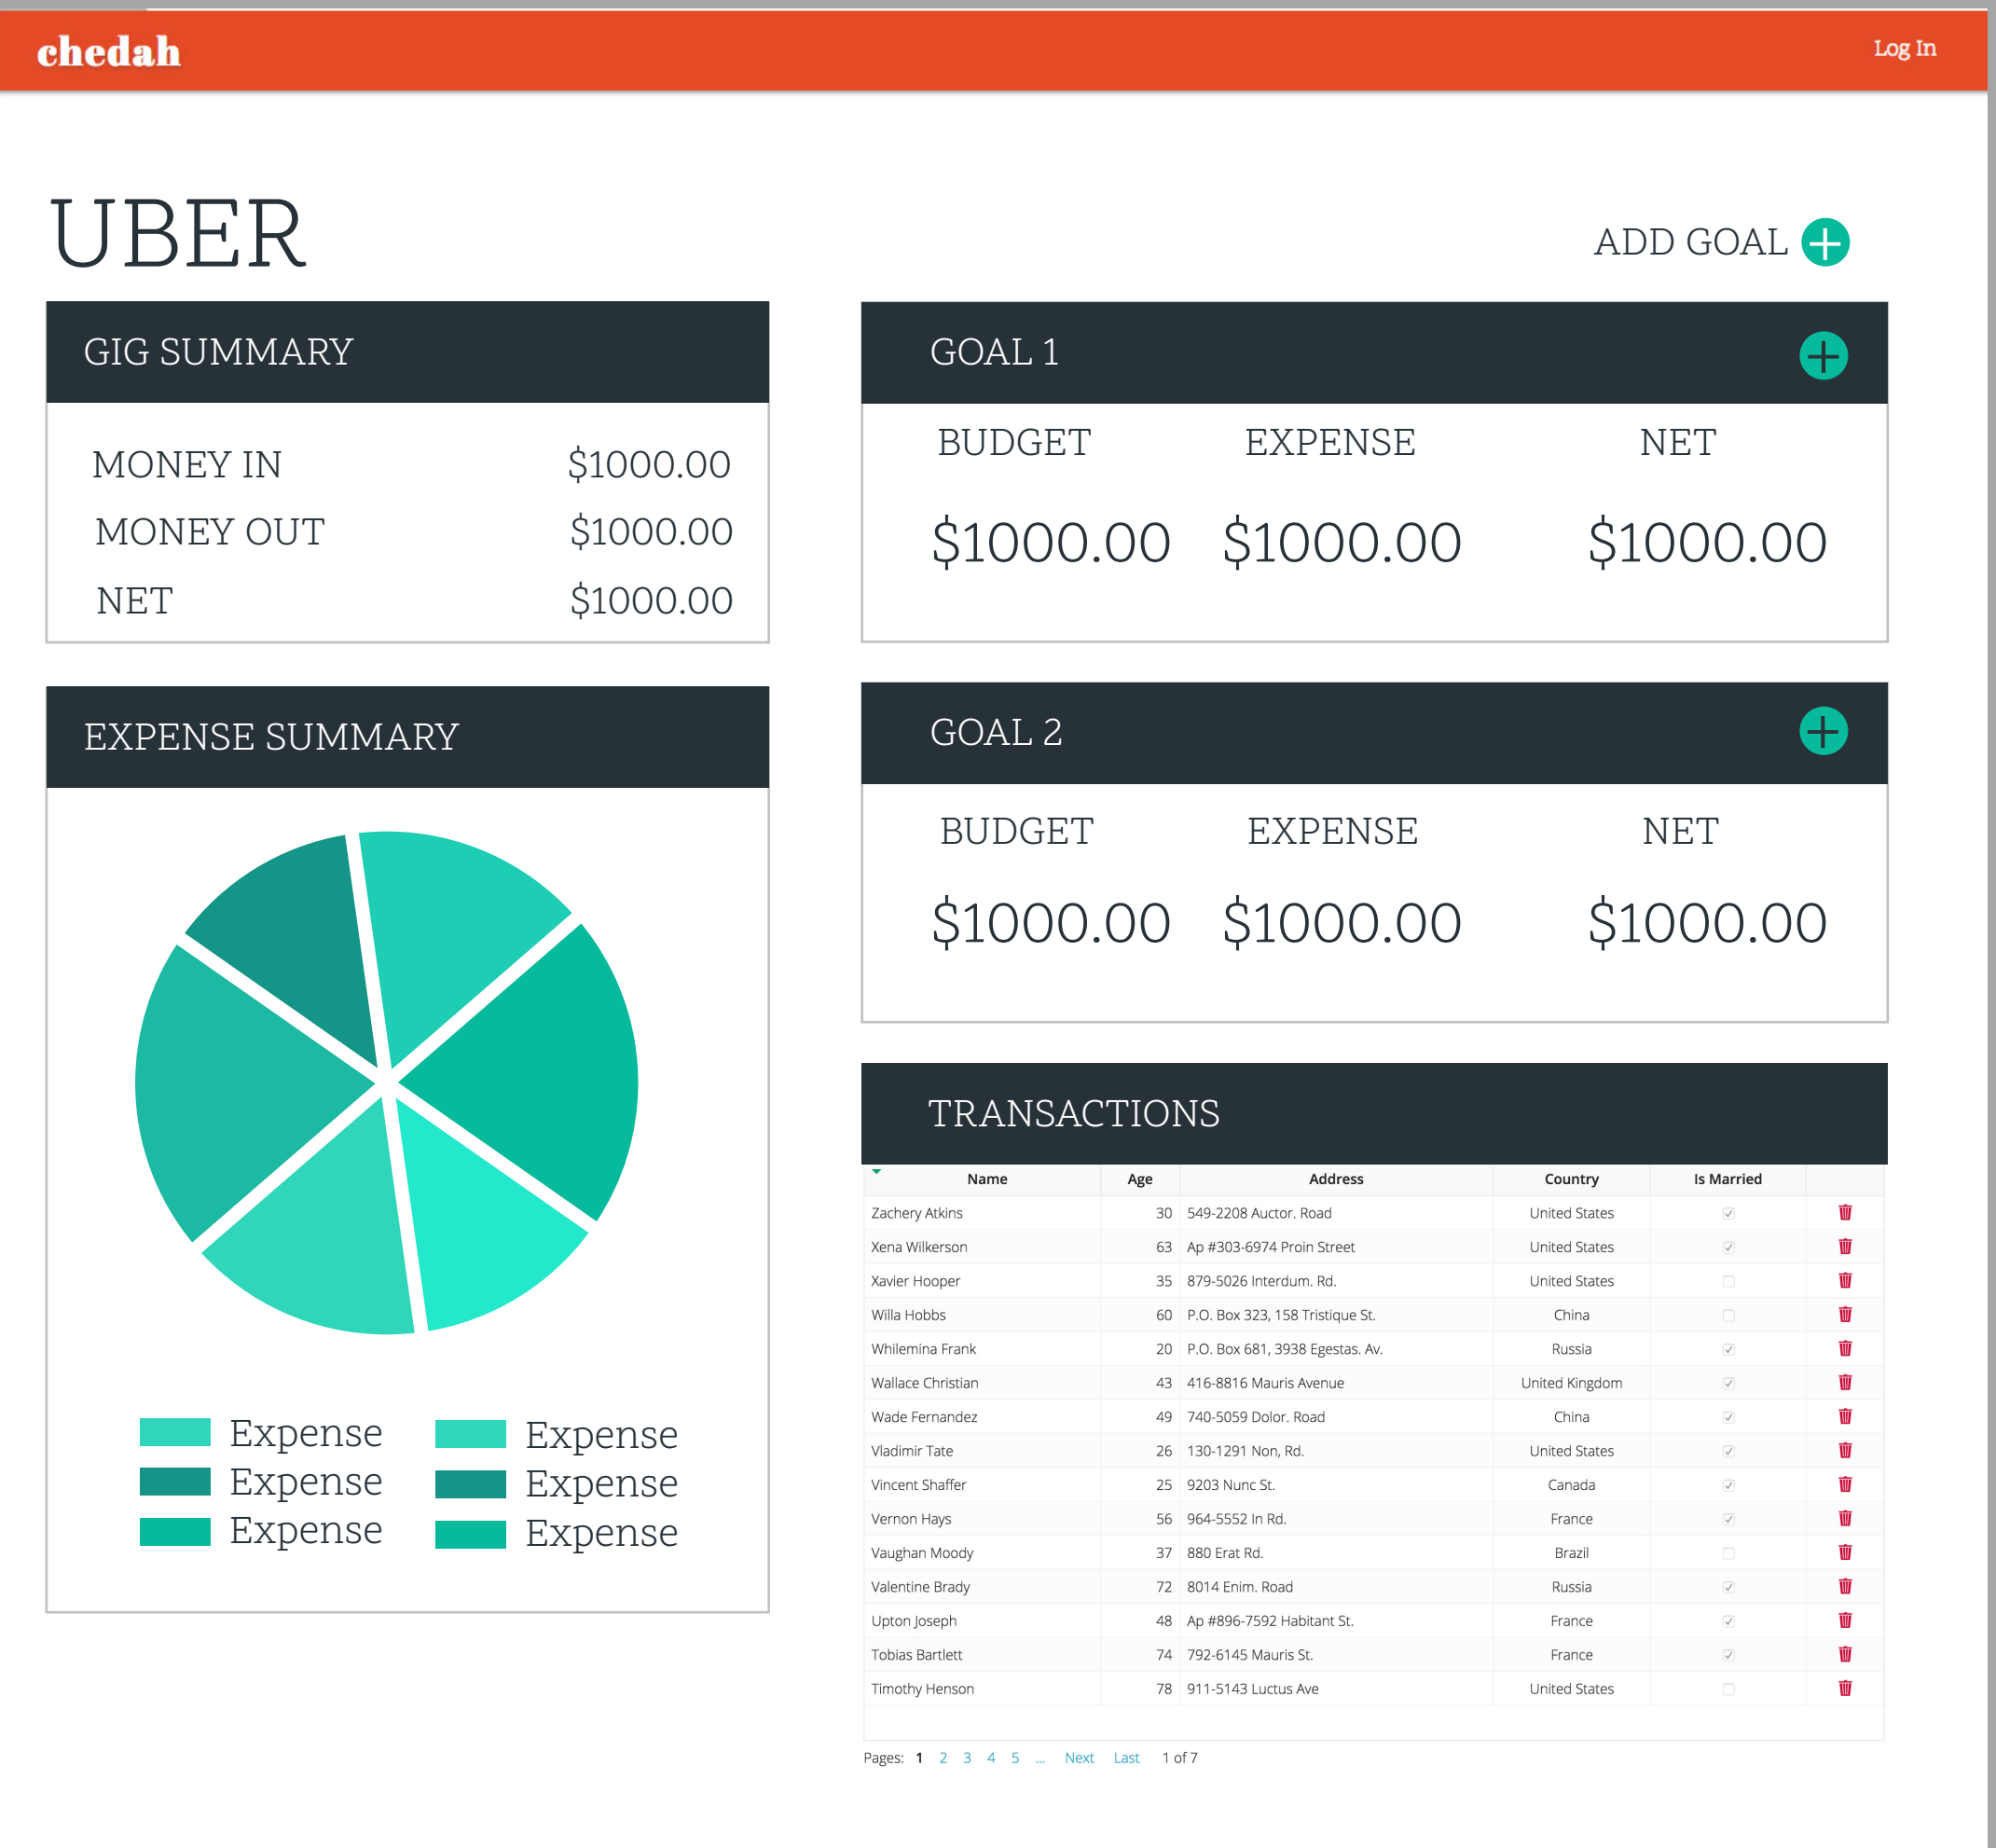 chedah
Log In
UBER
ADD GOAL
GIG SUMMARY
MONEY IN $1000.00
MONEY OUT $1000.00
NET $1000.00
GOAL 1
BUDGET EXPENSE NET
$1000.00 $1000.00 $1000.00
EXPENSE SUMMARY
Expense Expense
Expense Expense
Expense Expense
GOAL 2
BUDGET EXPENSE NET
$1000.00 $1000.00 $1000.00
TRANSACTIONS
Name Age Address Country Is Married
Zachery Atkins 30 549-2208 Auctor. Road United States
Xena Wilkerson 63 Ap #303-6974 Proin Street United States
Xavier Hooper 35 879-5026 Interdum. Rd. United States
Willa Hobbs 60 P.O. Box 323, 158 Tristique St. China
Whilemina Frank 20 P.O. Box 681, 3938 Egestas. Av. Russia
Wallace Christian 43 416-8816 Mauris Avenue United Kingdom
Wade Fernandez 49 740-5059 Dolor. Road China
Vladimir Tate 26 130-1291 Non, Rd. United States
Vincent Shaffer 25 9203 Nunc St. Canada
Vernon Hays 56 964-5552 In Rd. France
Vaughan Moody 37 880 Erat Rd. Brazil
Valentine Brady 72 8014 Enim. Road Russia
Upton Joseph 48 Ap #896-7592 Habitant St. France
Tobias Bartlett 74 792-6145 Mauris St. France
Timothy Henson 78 911-5143 Luctus Ave United States
Pages: 1 2 3 4 5 ... Next Last 1 of 7